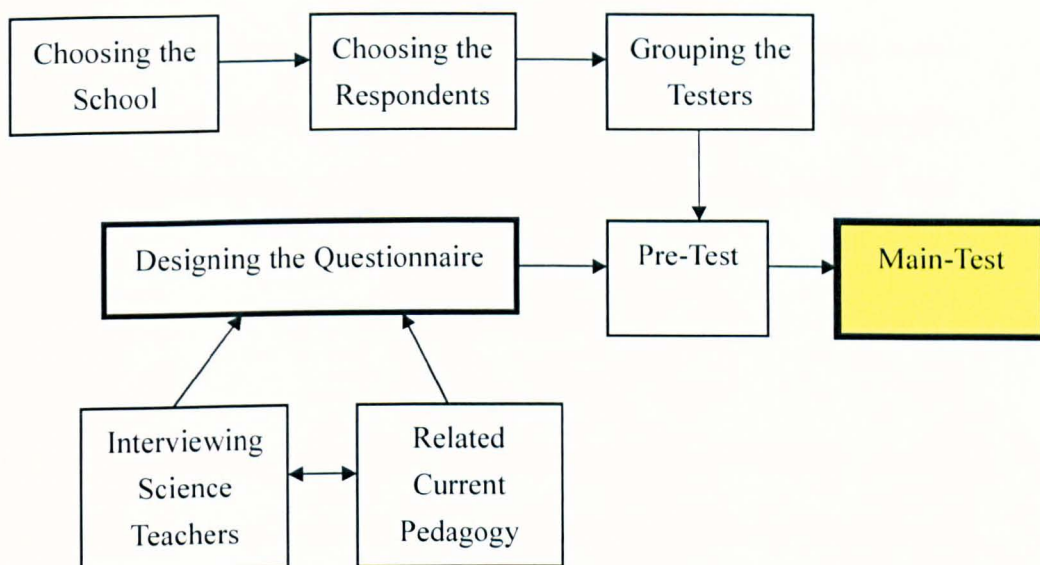 Choosing the
School
Choosing the
Respondents
Grouping the
Testers
Designing the Questionnaire
Pre-Test
Main-Test
Interviewing
Science
Teachers
Related
Current
Pedagogy